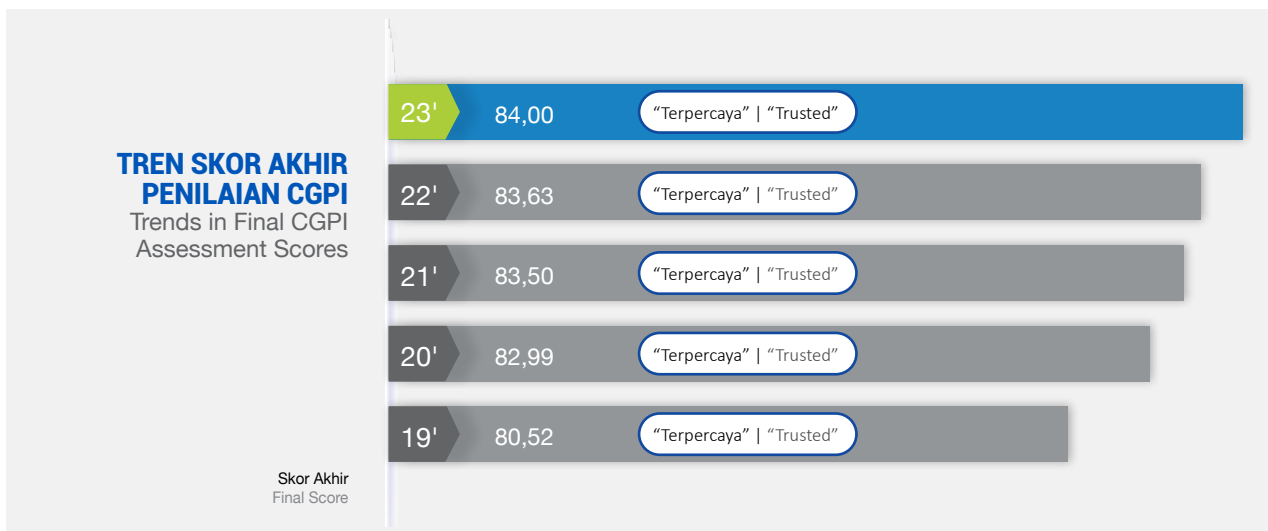 TREN SKOR AKHIR
PENILAIAN CGPI
Trends in Final CGPI
Assessment Scores
23' 84,00 “Terpercaya” | “Trusted”
22' 83,63 “Terpercaya” | “Trusted”
21' 83,50 “Terpercaya” | “Trusted”
20' 82,99 “Terpercaya” | “Trusted”
19' 80,52 “Terpercaya” | “Trusted”
Skor Akhir
Final Score